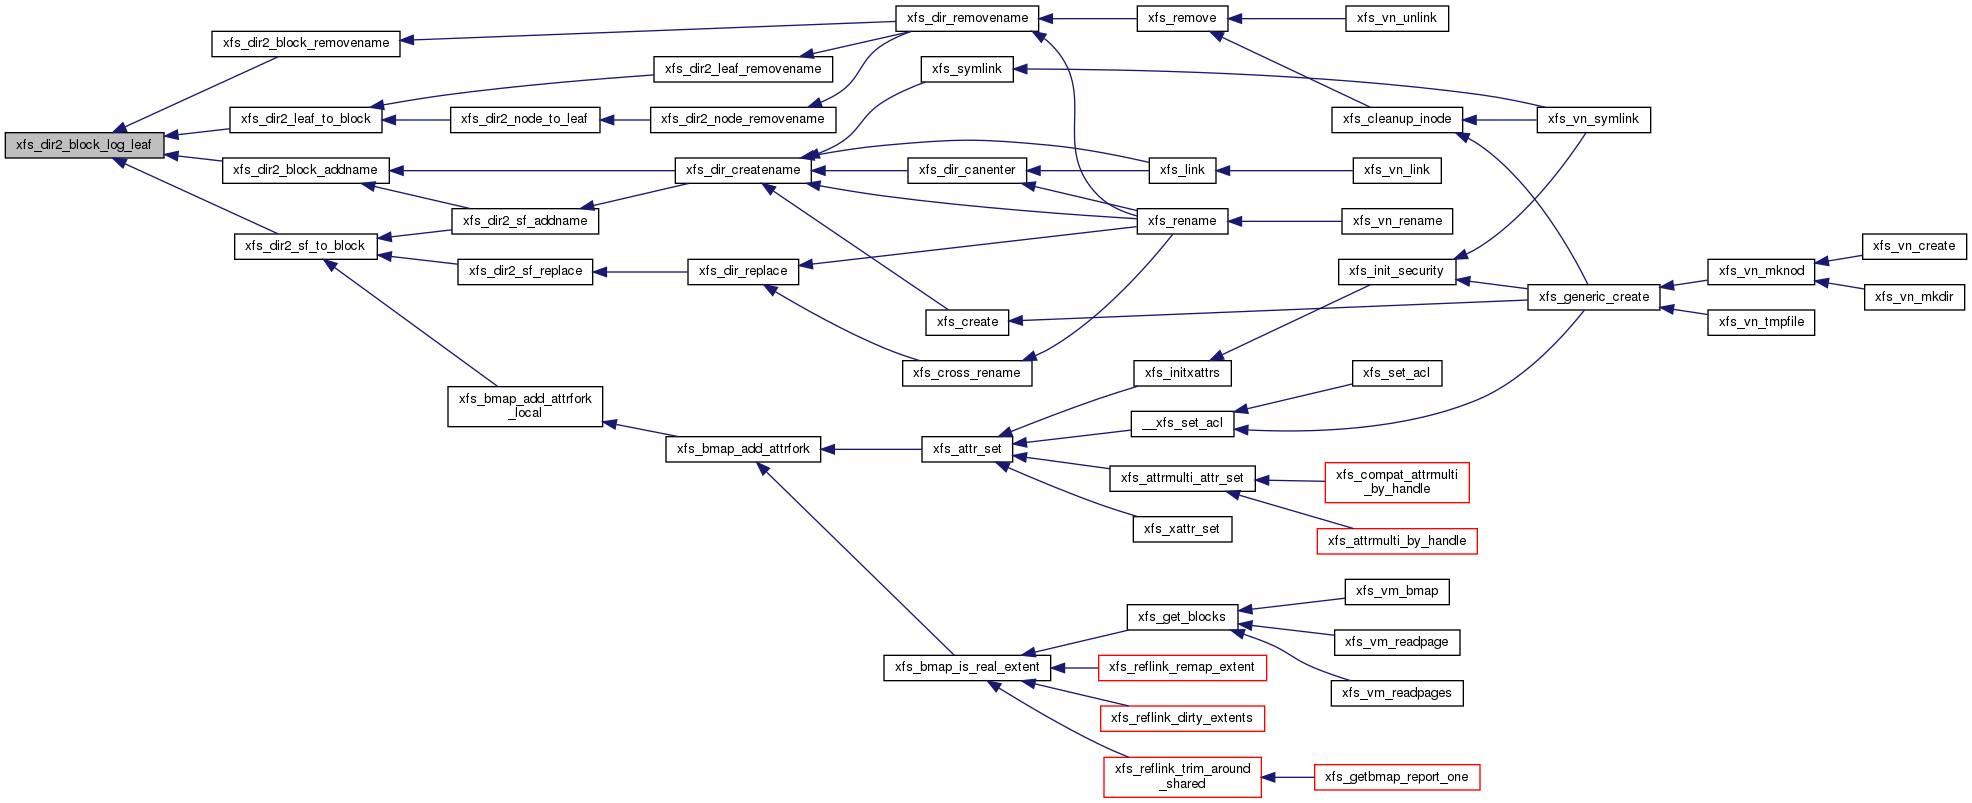 xfs_dir2_block_log_leaf
xfs_dir2_block_removename
xfs_dir2_leaf_to_block
xfs_dir2_block_addname
xfs_dir2_sf_to_block
xfs_dir2_node_to_leaf
xfs_dir2_sf_addname
xfs_dir2_sf_replace
xfs_bmap_add_attrfork
_local
xfs_dir2_leaf_removename
xfs_dir2_node_removename
xfs_dir_createname
xfs_dir_replace
xfs_bmap_add_attrfork
xfs_dir_removename
xfs_symlink
xfs_dir_canenter
xfs_create
xfs_cross_rename
xfs_attr_set
xfs_bmap_is_real_extent
xfs_remove
xfs_link
xfs_rename
xfs_initxattrs
__xfs_set_acl
xfs_attrmulti_attr_set
xfs_xattr_set
xfs_get_blocks
xfs_reflink_remap_extent
xfs_reflink_dirty_extents
xfs_reflink_trim_around
_shared
xfs_vn_unlink
xfs_cleanup_inode
xfs_vn_link
xfs_vn_rename
xfs_init_security
xfs_set_acl
xfs_compat_attrmulti
_by_handle
xfs_attrmulti_by_handle
xfs_vm_bmap
xfs_vm_readpage
xfs_vm_readpages
xfs_getbmap_report_one
xfs_vn_symlink
xfs_generic_create
xfs_vn_mknod
xfs_vn_tmpfile
xfs_vn_create
xfs_vn_mkdir